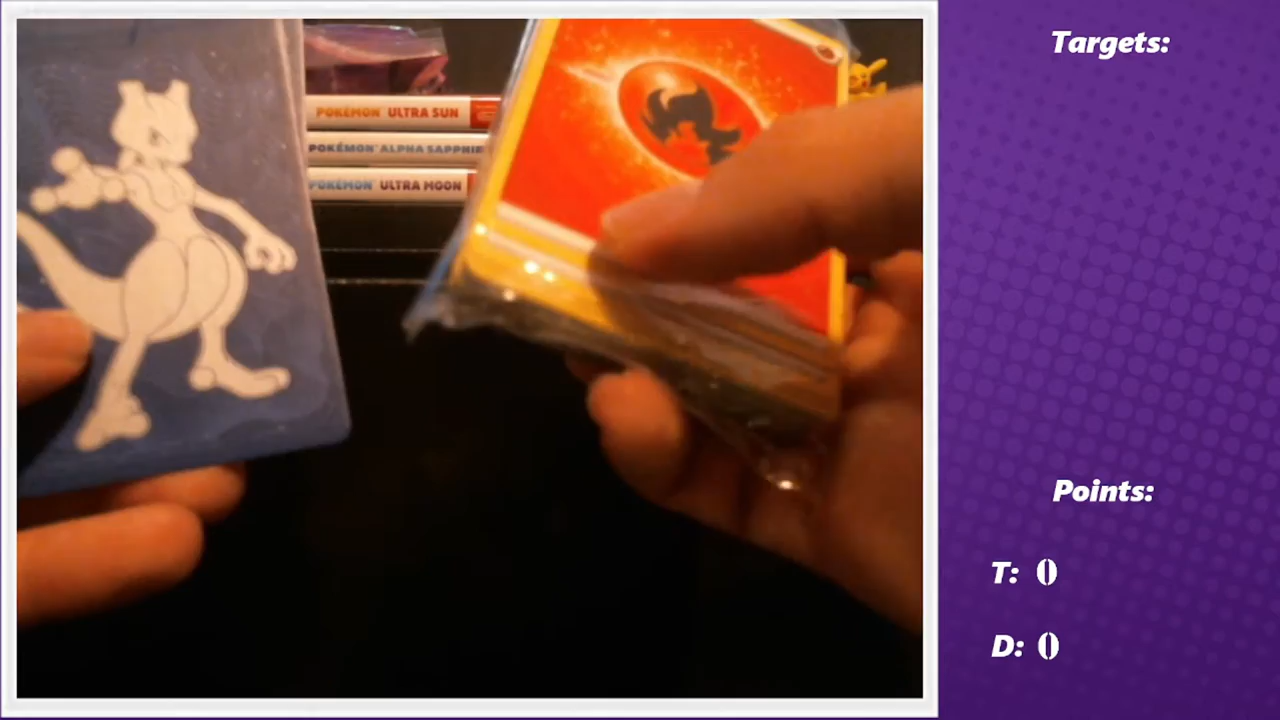 Targets:
POKÉMON ULTRA SUN
POKÉMON ALPHA SAPPHIRE
POKÉMON ULTRA MOON
Points:
T: 0
D: 0